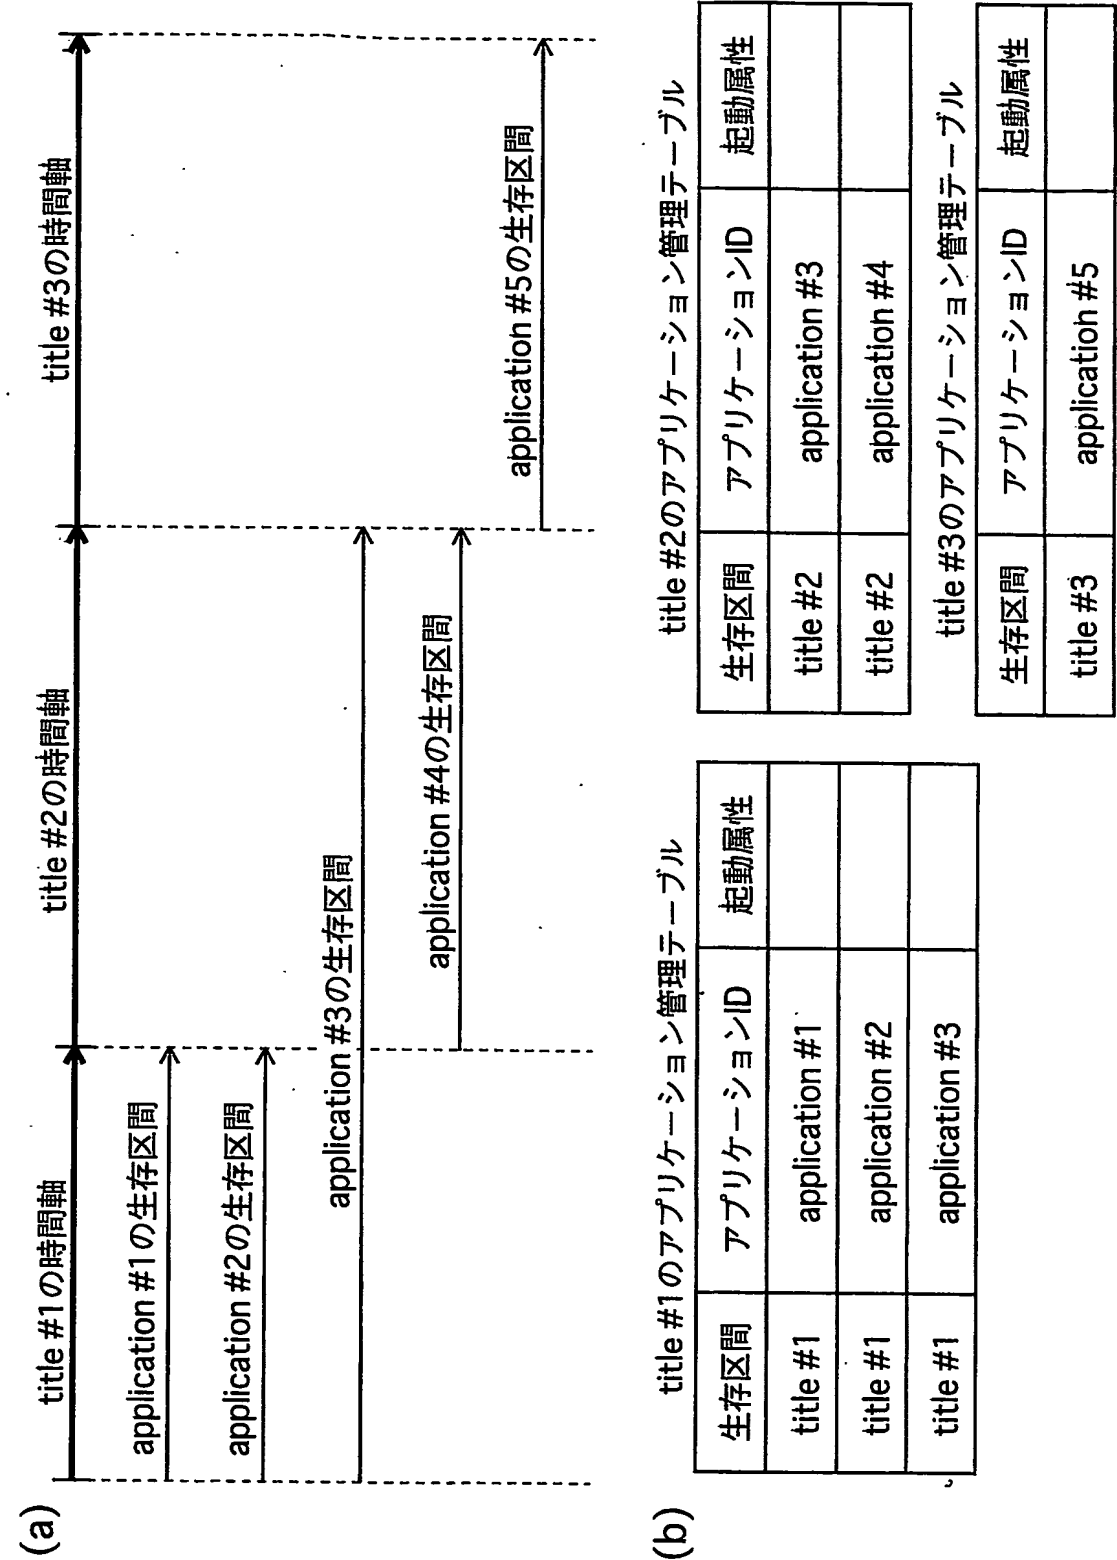 (a)
title #1の時間軸
title #2の時間軸
title #3の時間軸
application #1の生存区間
application #2の生存区間
application #3の生存区間
application #4の生存区間
application #5の生存区間
(b)
title #1のアプリケーション管理テーブル
生存区間 アプリケーションID 起動属性
title #1 application #1
title #1 application #2
title #1 application #3
title #2のアプリケーション管理テーブル
生存区間 アプリケーションID 起動属性
title #2 application #3
title #2 application #4
title #3のアプリケーション管理テーブル
生存区間 アプリケーションID 起動属性
title #3 application #5